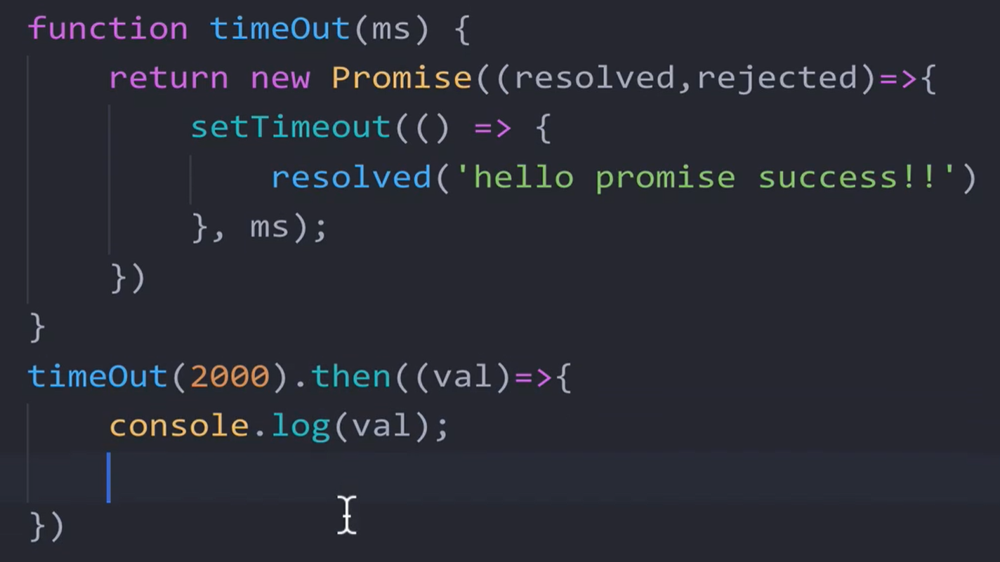 function timeOut(ms) {
    return new Promise((resolved,rejected)=>{
        setTimeout(() => {
            resolved('hello promise success!!')
        }, ms);
    })
}
timeOut(2000).then((val)=>{
    console.log(val);

})